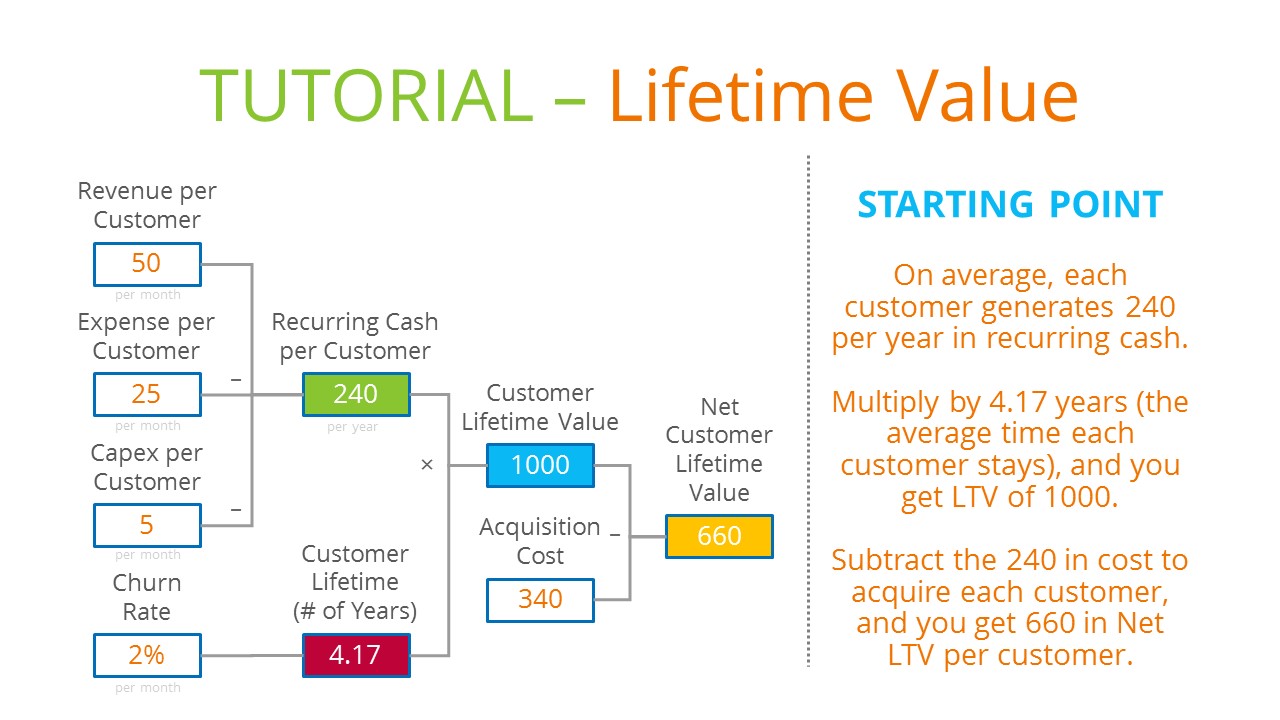 TUTORIAL – Lifetime Value
Revenue per
Customer
50
per month
Expense per
Customer
–
25
per month
Capex per
Customer
–
5
per month
Churn
Rate
2%
per month
Recurring Cash
per Customer
240
per year
×
Customer
Lifetime
(# of Years)
4.17
Customer
Lifetime Value
1000
Acquisition
Cost
–
340
Net
Customer
Lifetime
Value
660
STARTING POINT
On average, each
customer generates 240
per year in recurring cash.
Multiply by 4.17 years (the
average time each
customer stays), and you
get LTV of 1000.
Subtract the 240 in cost to
acquire each customer,
and you get 660 in Net
LTV per customer.